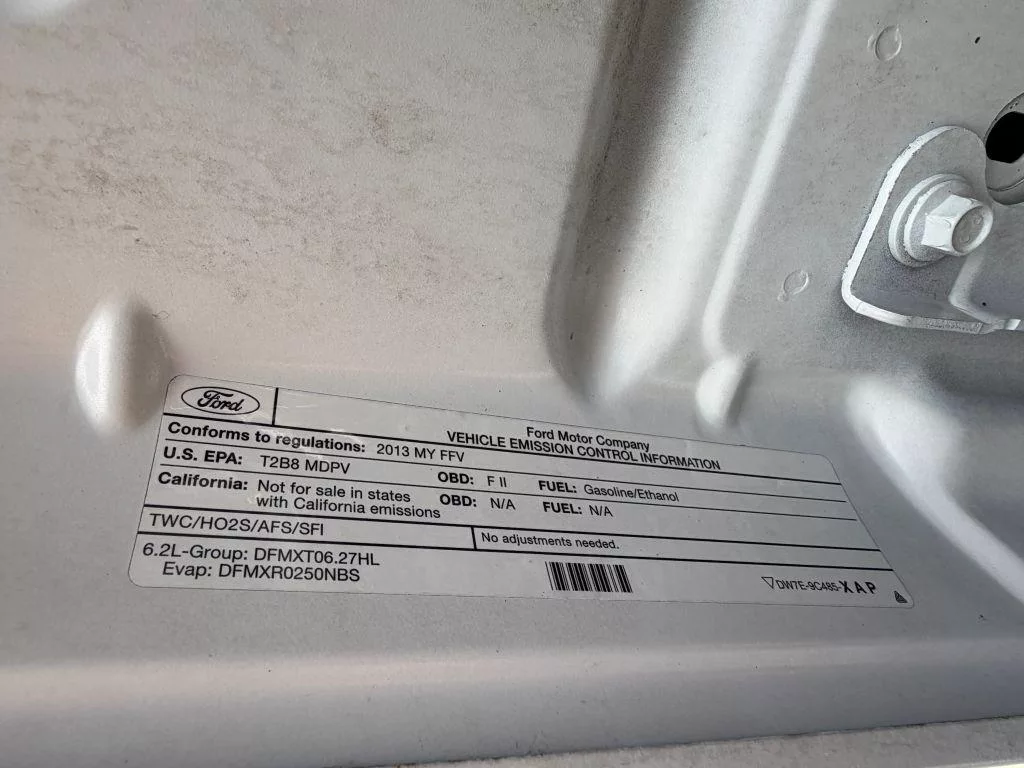 Ford
Ford Motor Company
VEHICLE EMISSION CONTROL INFORMATION
Conforms to regulations: 2013 MY FFV
U.S. EPA: T2B8 MDPV OBD: F II FUEL: Gasoline/Ethanol
California: Not for sale in states with California emissions OBD: N/A FUEL: N/A
TWC/HO2S/AFS/SFI
No adjustments needed.
6.2L-Group: DFMXT06.27HL
Evap: DFMXR0250NBS
DW7E-9C485-XAP